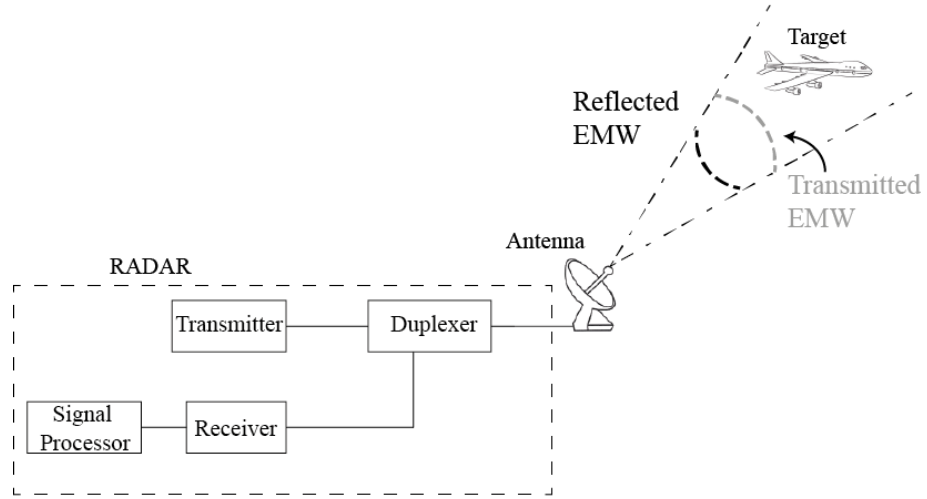 Target
Reflected
EMW
Transmitted
EMW
Antenna
RADAR
Transmitter
Duplexer
Signal
Processor
Receiver